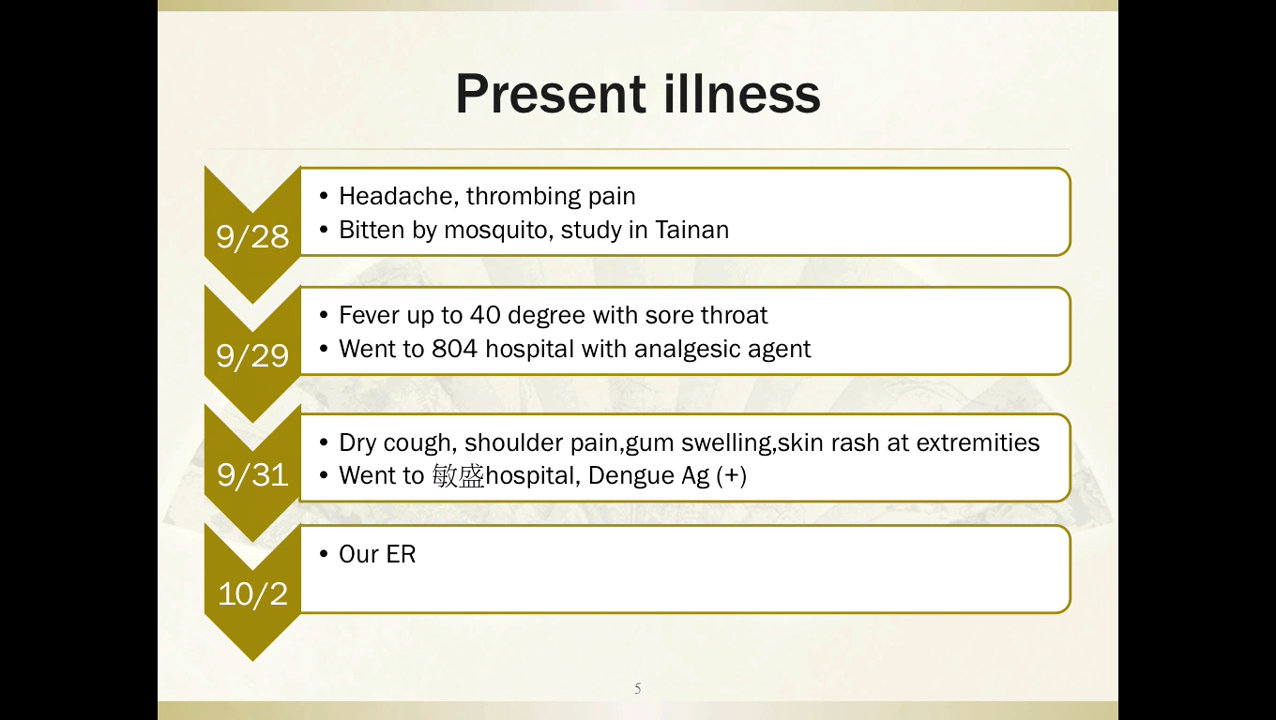 Present illness
9/28
• Headache, thrombing pain
• Bitten by mosquito, study in Tainan
9/29
• Fever up to 40 degree with sore throat
• Went to 804 hospital with analgesic agent
9/31
• Dry cough, shoulder pain,gum swelling,skin rash at extremities
• Went to 敏盛hospital, Dengue Ag (+)
10/2
• Our ER
5